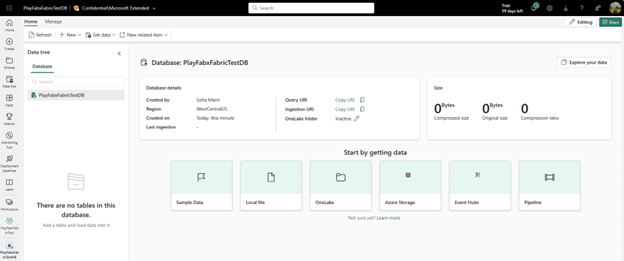 PlayFabxFabricTestDB
Confidential\Microsoft Extended
Search
Trial:
59 days left
Home
Manage
Editing
Share
Refresh
New
Get data
New related item
Home
Create
Browse
Data hub
Apps
Metrics
Monitoring hub
Deployment pipelines
Learn
Workspaces
Data tree
Database
Search
PlayFabxFabricTestDB
There are no tables in this
database.
Add a table and load data into it
Database: PlayFabxFabricTestDB
Explore your data
Database details
Created by
Sofia Marin
Region
WestCentralUS
Created on
Today, this minute
Last ingestion
-
Query URI
Copy URI
Ingestion URI
Copy URI
OneLake folder
Inactive
Size
0 Bytes
Compressed size
0 Bytes
Original size
0
Compression ratio
Start by getting data
Sample Data
Local file
OneLake
Azure Storage
Event Hubs
Pipeline
Not sure yet? Learn more